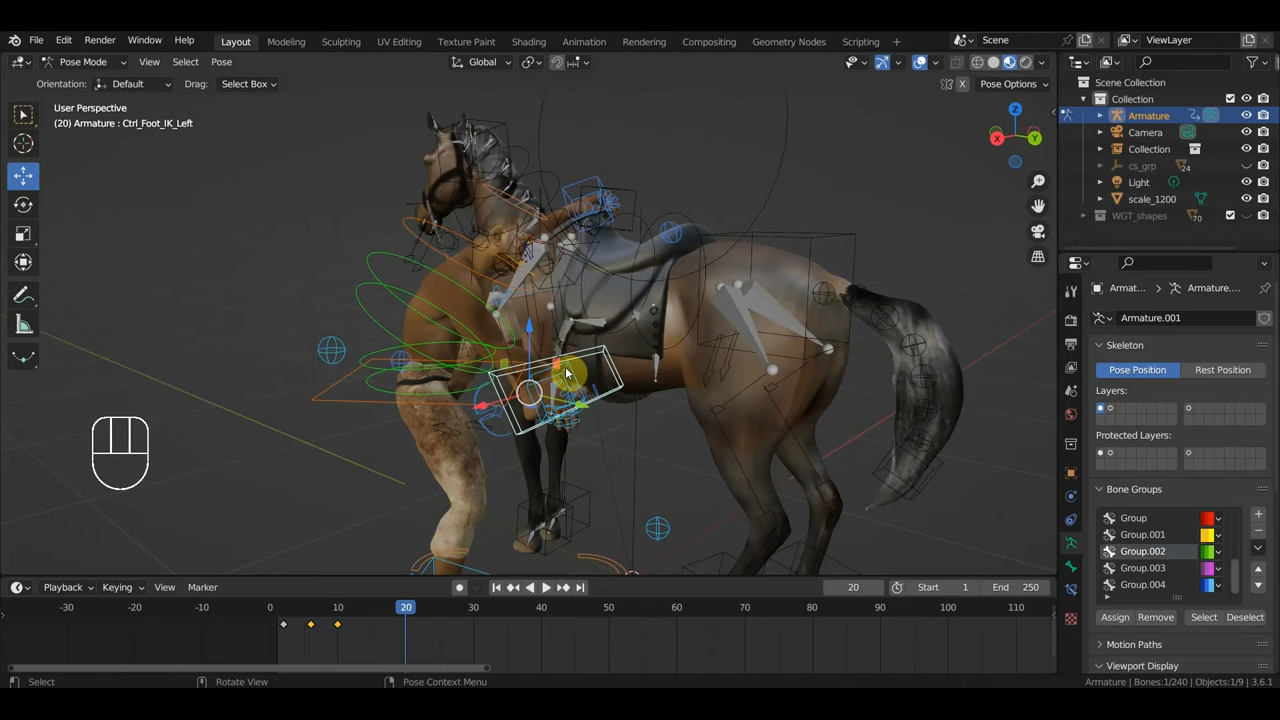 File Edit Render Window Help Layout Modeling Sculpting UV Editing Texture Paint Shading Animation Rendering Compositing Geometry Nodes Scripting + Scene ViewLayer
Pose Mode View Select Pose Global
Orientation: Default Drag: Select Box X Pose Options
User Perspective
(20) Armature : Ctrl_Foot_IK_Left
Z
X
Y
Scene Collection
Collection
Armature
Camera
Collection
cs_grp 24
Light
scale_1200
WGT_shapes 70
Armat... Armature....
Armature.001
Skeleton
Pose Position Rest Position
Layers:
Protected Layers:
Bone Groups
Group
Group.001
Group.002
Group.003
Group.004
Assign Remove Select Deselect
Motion Paths
Viewport Display
Playback Keying View Marker 20 Start 1 End 250
-30 -20 -10 0 10 20 30 40 50 60 70 80 90 100 110
Select Rotate View Pose Context Menu Armature | Bones:1/240 | Objects:1/9 | 3.6.1